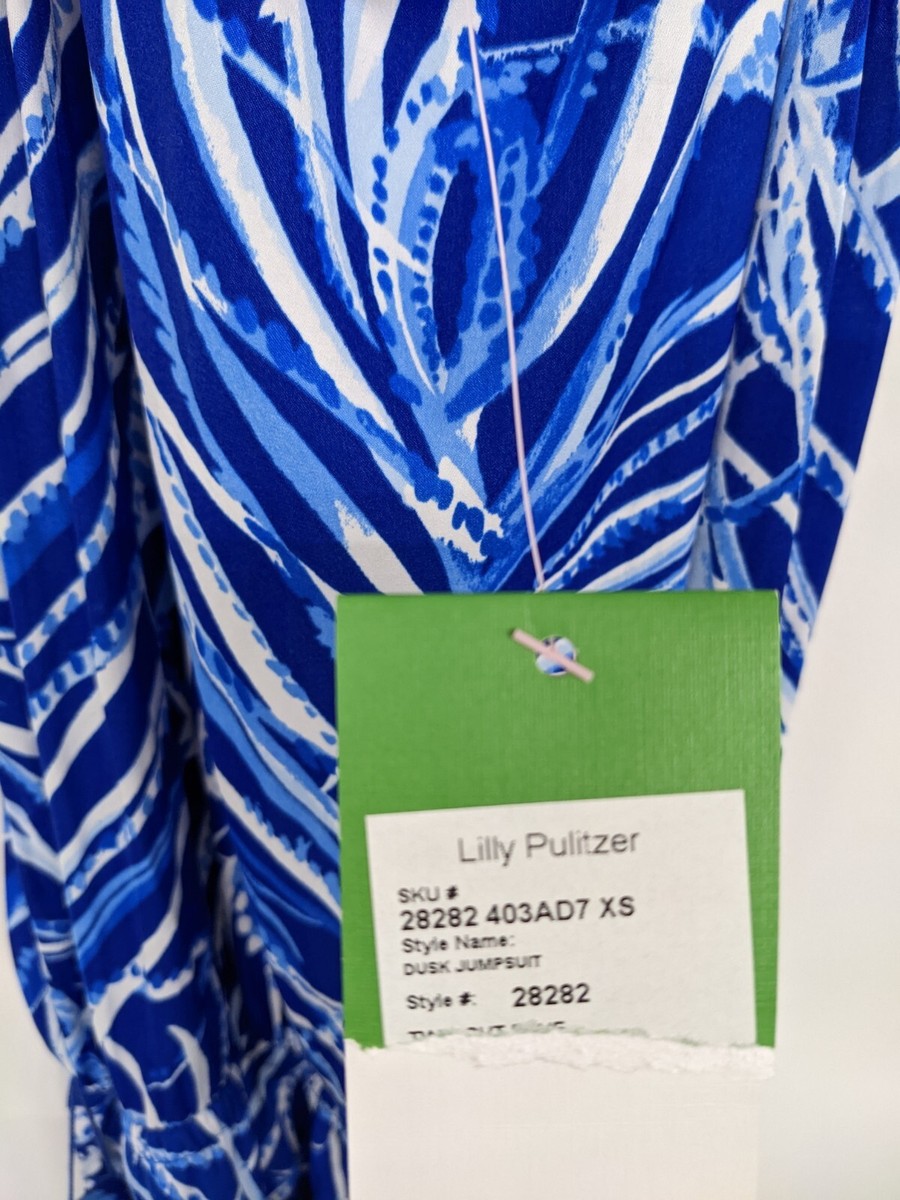 Lilly Pulitzer
SKU #
28282 403AD7 XS
Style Name:
DUSK JUMPSUIT
Style #: 28282